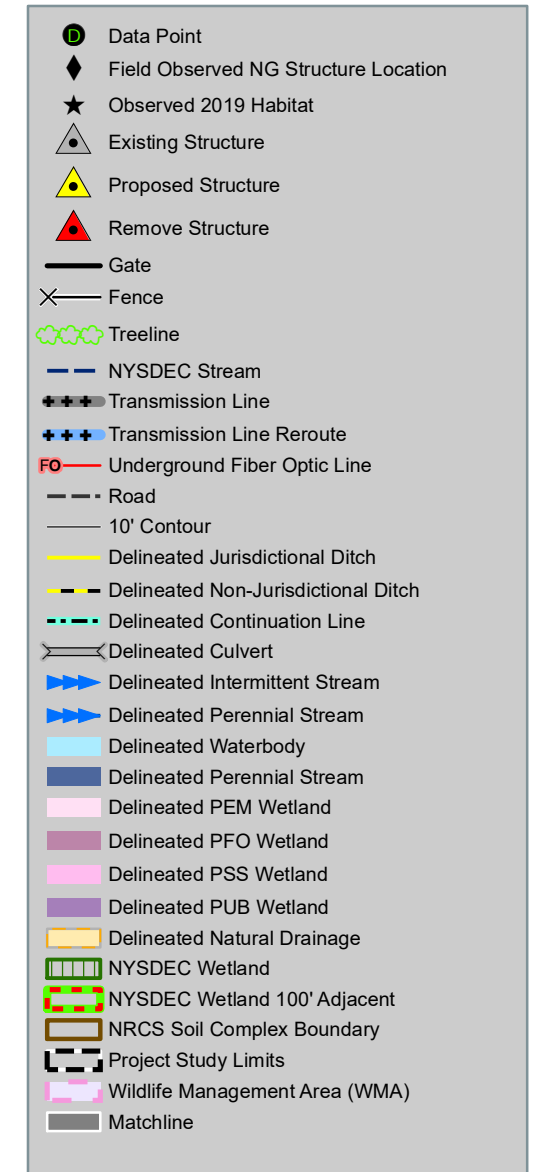 D Data Point
Field Observed NG Structure Location
Observed 2019 Habitat
Existing Structure
Proposed Structure
Remove Structure
Gate
Fence
Treeline
NYSDEC Stream
Transmission Line
Transmission Line Reroute
FO Underground Fiber Optic Line
Road
10' Contour
Delineated Jurisdictional Ditch
Delineated Non-Jurisdictional Ditch
Delineated Continuation Line
Delineated Culvert
Delineated Intermittent Stream
Delineated Perennial Stream
Delineated Waterbody
Delineated Perennial Stream
Delineated PEM Wetland
Delineated PFO Wetland
Delineated PSS Wetland
Delineated PUB Wetland
Delineated Natural Drainage
NYSDEC Wetland
NYSDEC Wetland 100' Adjacent
NRCS Soil Complex Boundary
Project Study Limits
Wildlife Management Area (WMA)
Matchline